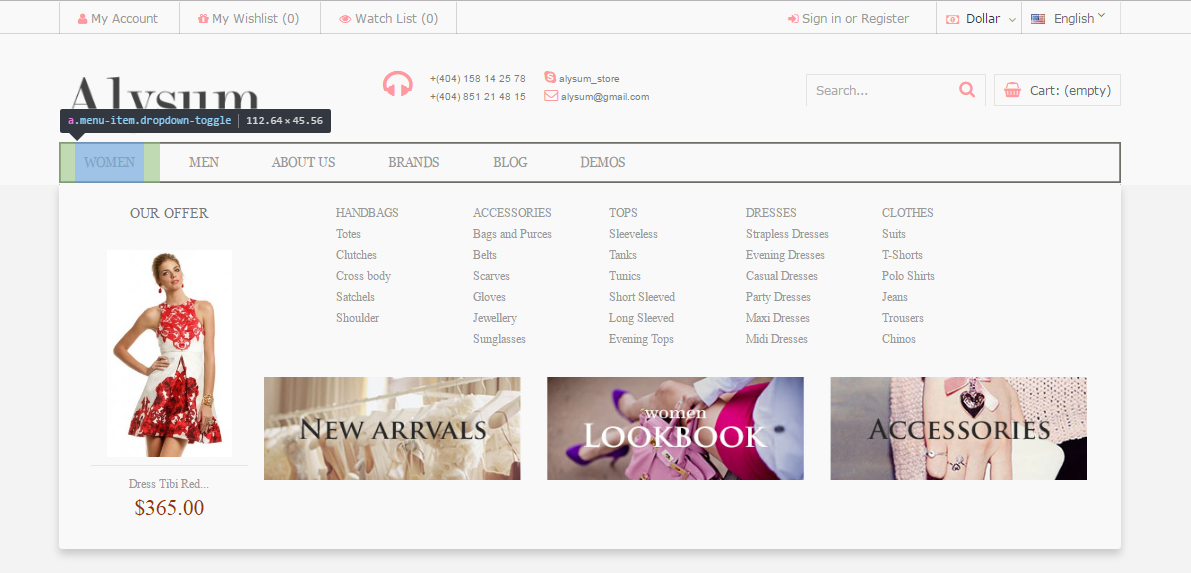 My Account
My Wishlist (0)
Watch List (0)
Sign in or Register
Dollar
English
Alysum
+(404) 158 14 25 78
+(404) 851 21 48 15
alysum_store
alysum@gmail.com
Search...
Cart: (empty)
a.menu-item.dropdown-toggle | 112.64 × 45.56
WOMEN
MEN
ABOUT US
BRANDS
BLOG
DEMOS
OUR OFFER
Dress Tibi Red...
$365.00
HANDBAGS
Totes
Clutches
Cross body
Satchels
Shoulder
ACCESSORIES
Bags and Purces
Belts
Scarves
Gloves
Jewellery
Sunglasses
TOPS
Sleeveless
Tanks
Tunics
Short Sleeved
Long Sleeved
Evening Tops
DRESSES
Strapless Dresses
Evening Dresses
Casual Dresses
Party Dresses
Maxi Dresses
Midi Dresses
CLOTHES
Suits
T-Shorts
Polo Shirts
Jeans
Trousers
Chinos
NEW ARRVALS
women
LOOKBOOK
ACCESSORIES